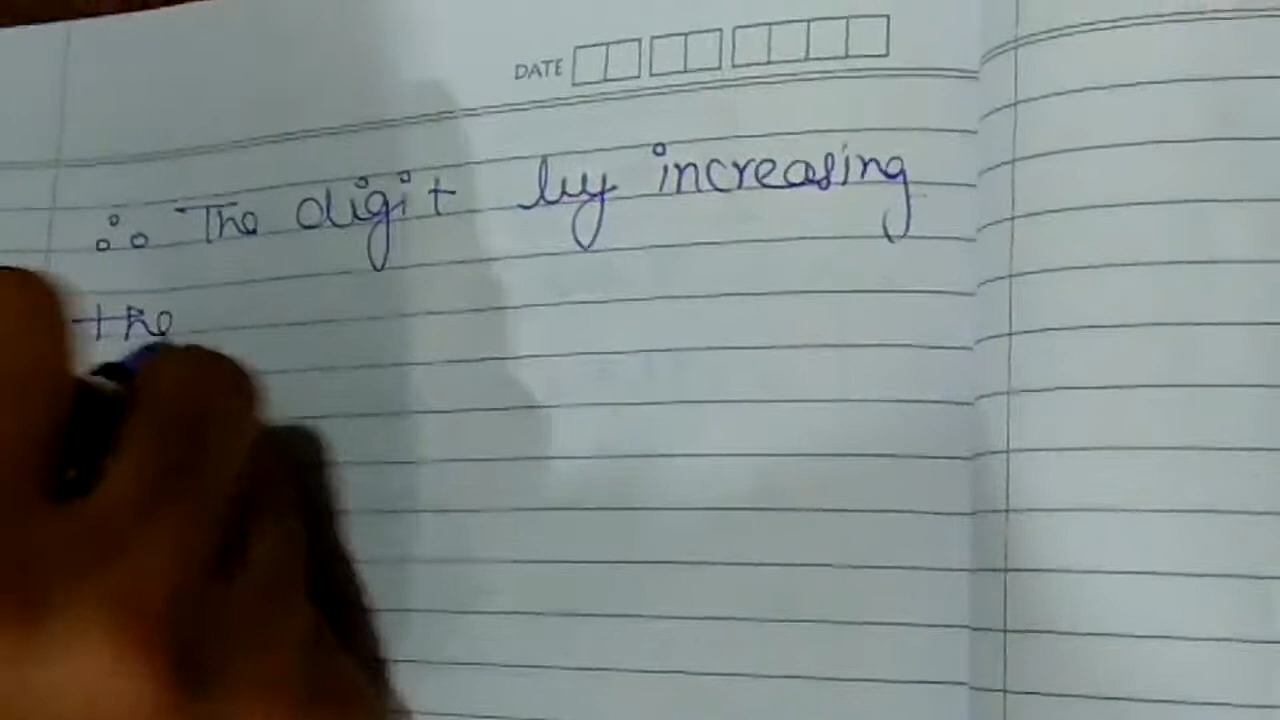 DATE
∴ The digit by increasing
the